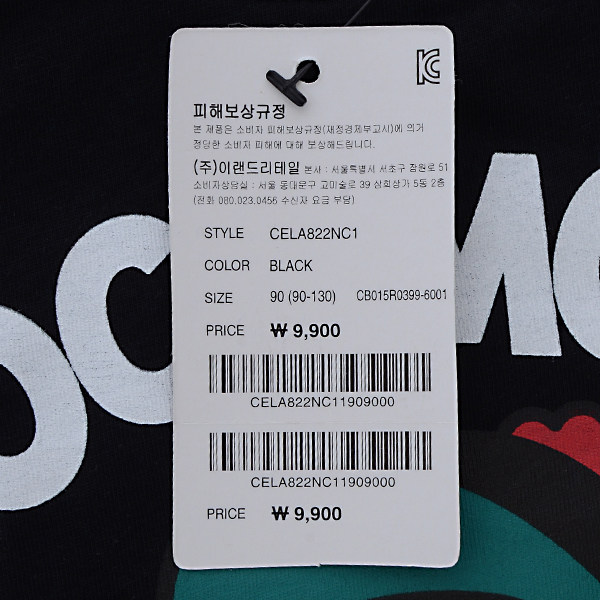 KC
피해보상규정
본 제품은 소비자 피해보상규정(재정경제부고시)에 의거
정당한 소비자 피해에 대해 보상해드립니다.
(주)이랜드리테일 본사 : 서울특별시 서초구 잠원로 51
소비자상담실 : 서울 동대문구 고미술로 39 삼희상가 5동 2층
(전화 080.023.0456 수신자 요금 부담)
STYLE CELA822NC1
COLOR BLACK
SIZE 90 (90-130) CB015R0399-6001
PRICE ₩ 9,900
CELA822NC11909000
CELA822NC11909000
PRICE ₩ 9,900